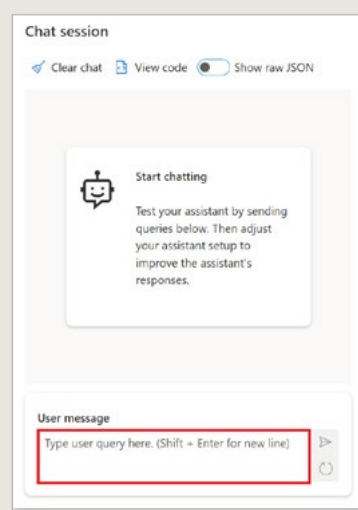 Chat session
Clear chat View code Show raw JSON
Start chatting
Test your assistant by sending
queries below. Then adjust
your assistant setup to
improve the assistant's
responses.
User message
Type user query here. (Shift + Enter for new line)